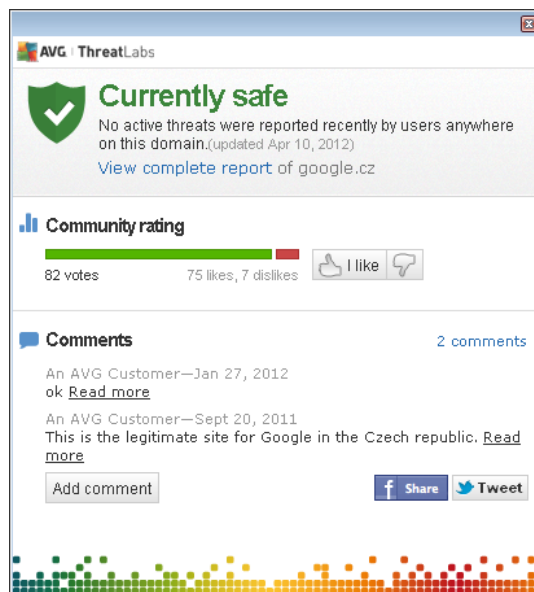 AVG ThreatLabs
Currently safe
No active threats were reported recently by users anywhere
on this domain.(updated Apr 10, 2012)
View complete report of google.cz
Community rating
82 votes
75 likes, 7 dislikes
I like
Comments
2 comments
An AVG Customer—Jan 27, 2012
ok Read more
An AVG Customer—Sept 20, 2011
This is the legitimate site for Google in the Czech republic. Read
more
Add comment
f Share
Tweet